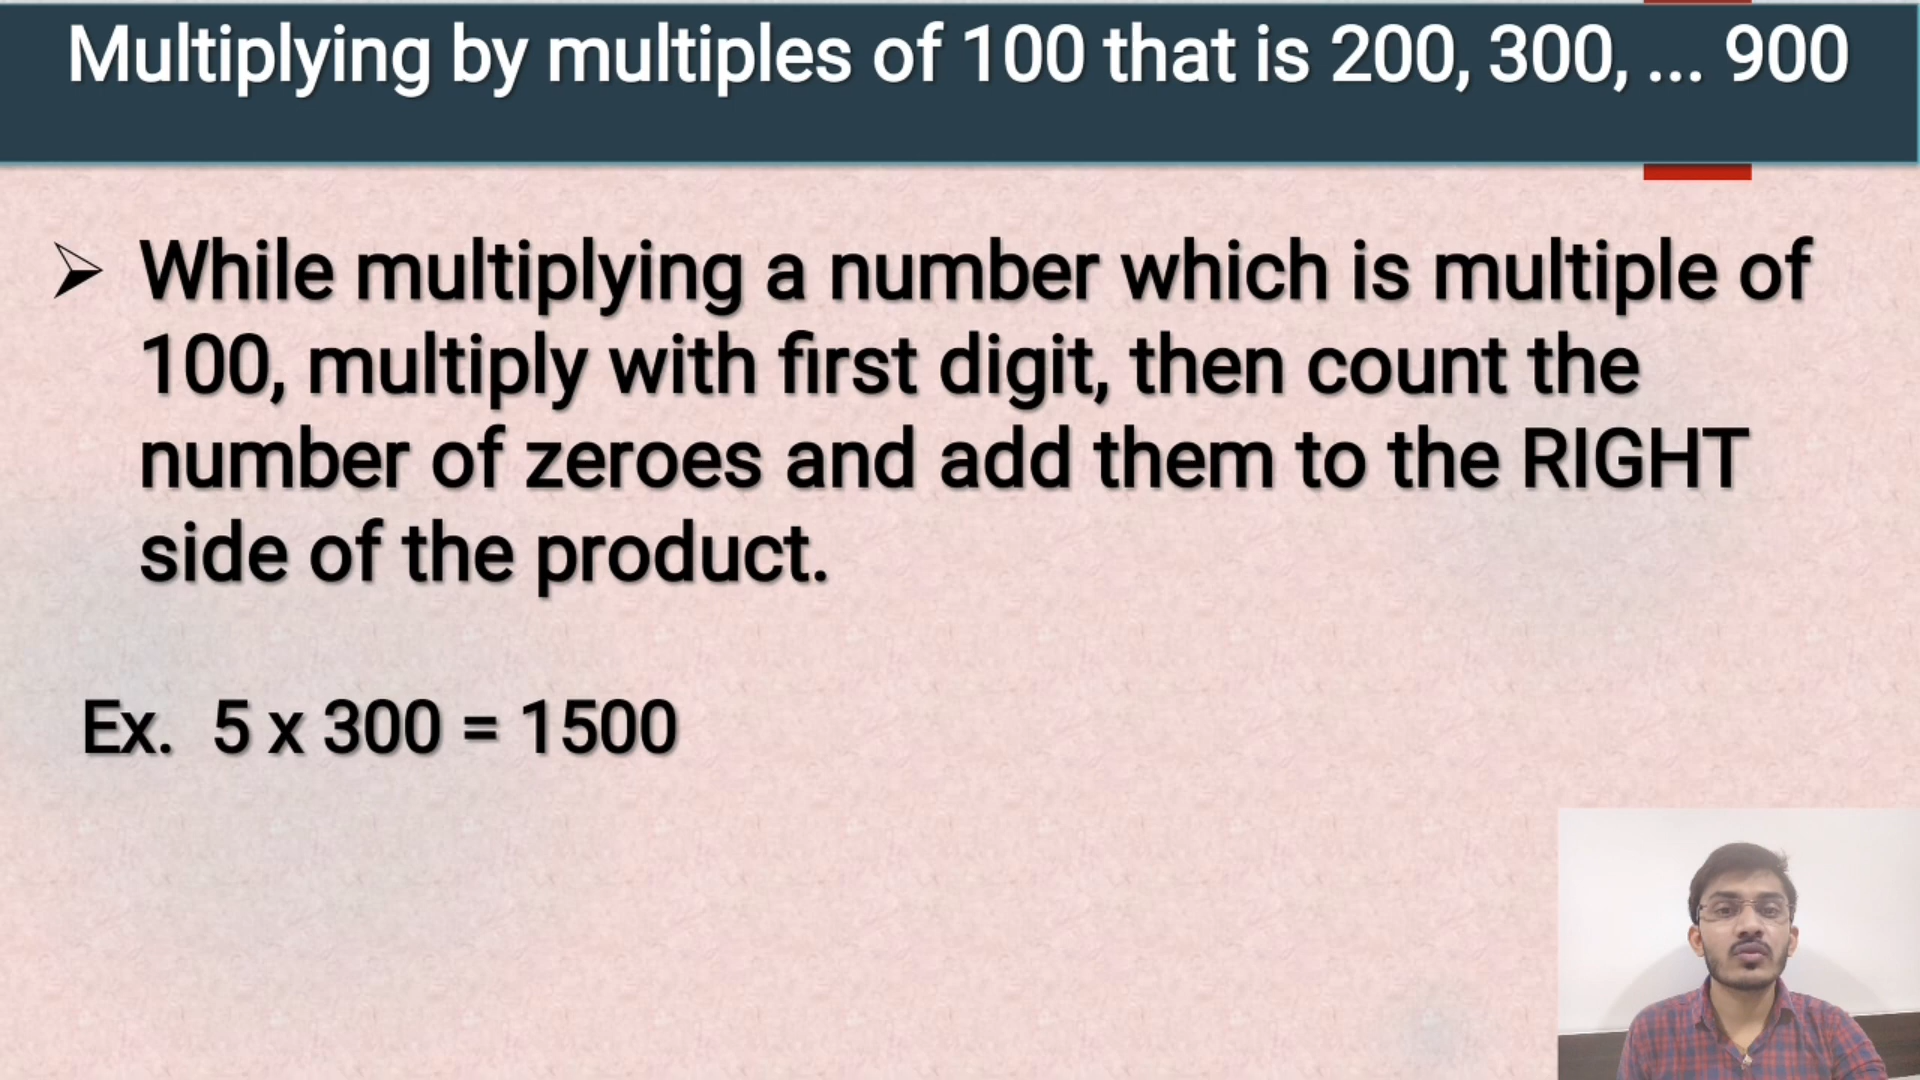 Multiplying by multiples of 100 that is 200, 300, ... 900
While multiplying a number which is multiple of
100, multiply with first digit, then count the
number of zeroes and add them to the RIGHT
side of the product.
Ex. 5 x 300 = 1500